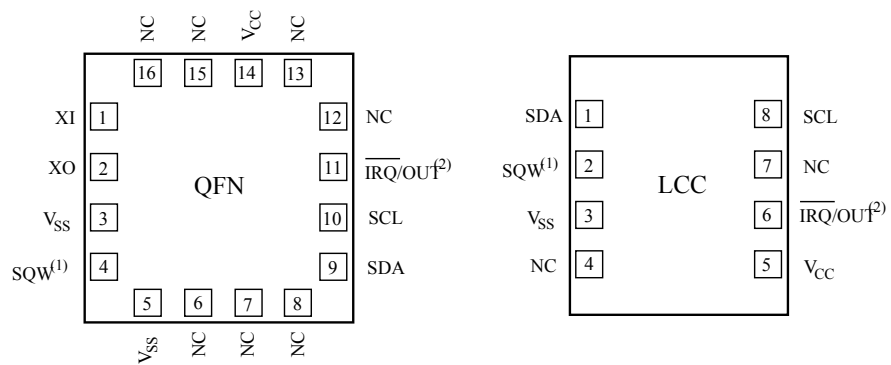 NC NC VCC NC
16 15 14 13
XI 1 12 NC
XO 2 11 IRQ/OUT(2)
QFN
VSS 3 10 SCL
SQW(1) 4 9 SDA
5 6 7 8
VSS NC NC NC
SDA 1 8 SCL
SQW(1) 2 7 NC
LCC
VSS 3 6 IRQ/OUT(2)
NC 4 5 VCC